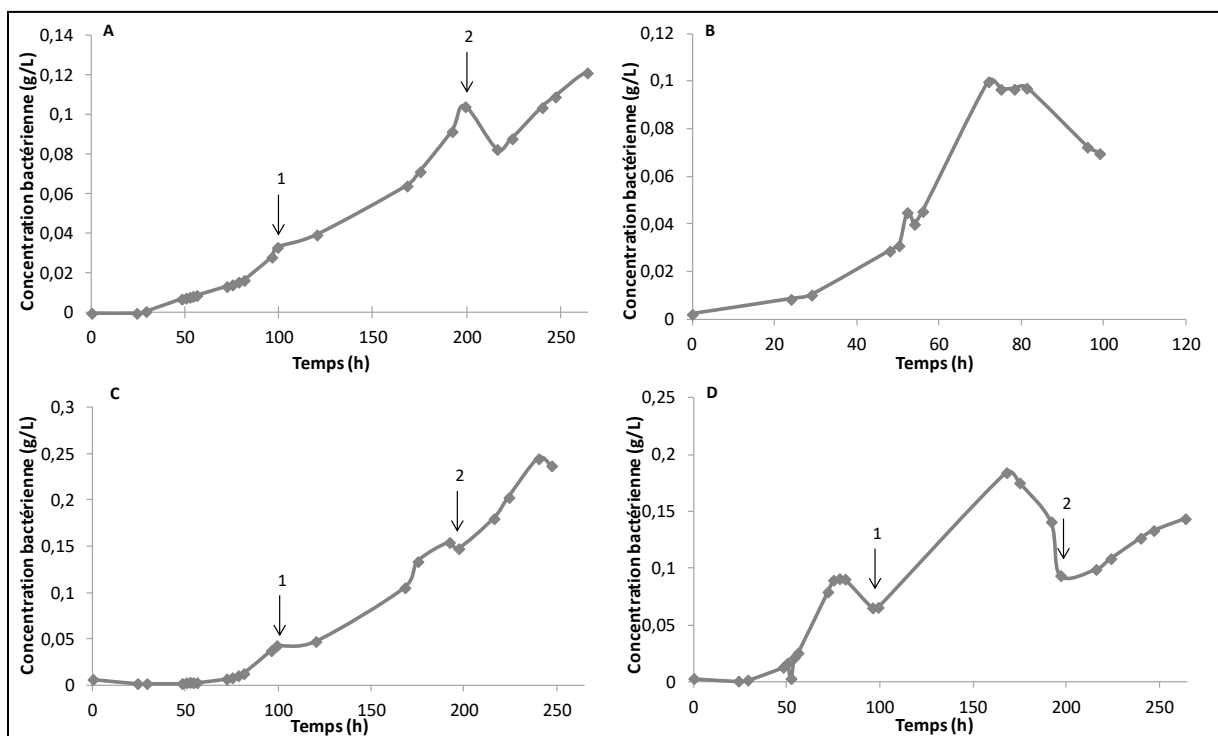 A
Concentration bactérienne (g/L)
0,14
0,12
0,1
0,08
0,06
0,04
0,02
0
1
2
0 50 100 150 200 250
Temps (h)
B
Concentration bactérienne (g/L)
0,12
0,1
0,08
0,06
0,04
0,02
0
0 20 40 60 80 100 120
Temps (h)
C
Concentration bactérienne (g/L)
0,3
0,25
0,2
0,15
0,1
0,05
0
1
2
0 50 100 150 200 250
Temps (h)
D
Concentration bactérienne (g/L)
0,25
0,2
0,15
0,1
0,05
0
1
2
0 50 100 150 200 250
Temps (h)